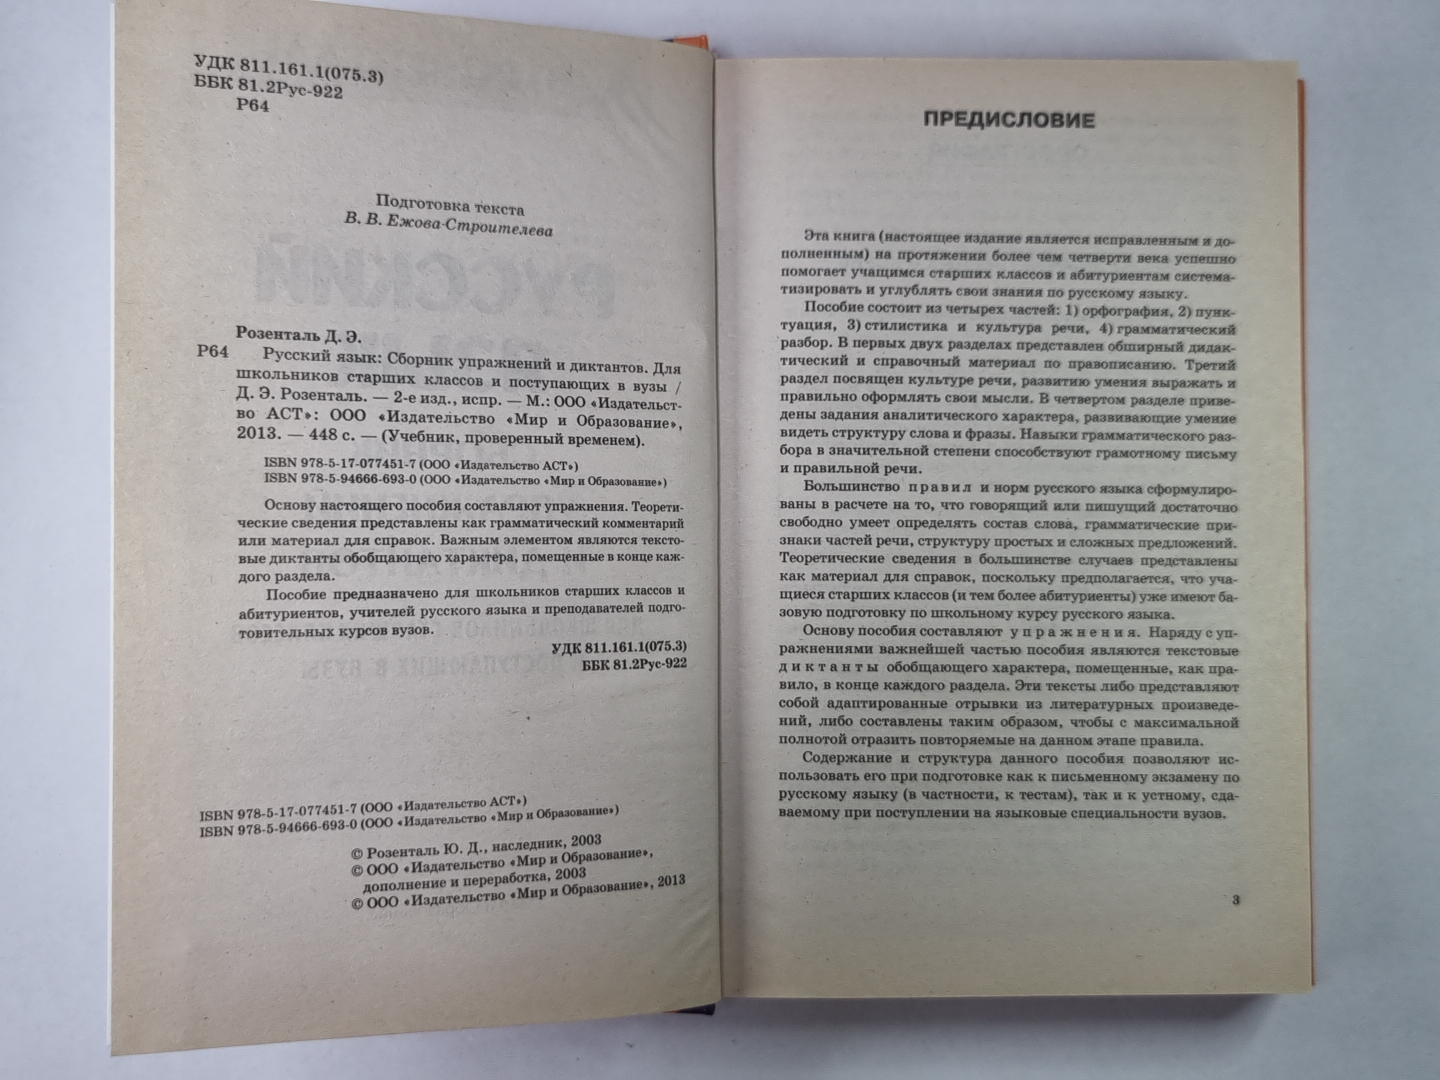 УДК 811.161.1(075.3)
ББК 81.2Рус-922
Р64
Подготовка текста
В. В. Ежова-Строителева
Розенталь Д. Э.
Р64 Русский язык: Сборник упражнений и диктантов. Для
школьников старших классов и поступающих в вузы /
Д. Э. Розенталь. — 2-е изд., испр. — М.: ООО «Издательст-
во АСТ»: ООО «Издательство «Мир и Образование»,
2013. — 448 с. — (Учебник, проверенный временем).
ISBN 978-5-17-077451-7 (ООО «Издательство АСТ»)
ISBN 978-5-94666-693-0 (ООО «Издательство «Мир и Образование»)
Основу настоящего пособия составляют упражнения. Теорети-
ческие сведения представлены как грамматический комментарий
или материал для справок. Важным элементом являются тексто-
вые диктанты обобщающего характера, помещенные в конце каж-
дого раздела.
Пособие предназначено для школьников старших классов и
абитуриентов, учителей русского языка и преподавателей подго-
товительных курсов вузов.
УДК 811.161.1(075.3)
ББК 81.2Рус-922
ISBN 978-5-17-077451-7 (ООО «Издательство АСТ»)
ISBN 978-5-94666-693-0 (ООО «Издательство «Мир и Образование»)
© Розенталь Ю. Д., наследник, 2003
© ООО «Издательство «Мир и Образование»,
дополнение и переработка, 2003
© ООО «Издательство «Мир и Образование», 2013
ПРЕДИСЛОВИЕ
Эта книга (настоящее издание является исправленным и до-
полненным) на протяжении более чем четверти века успешно
помогает учащимся старших классов и абитуриентам система-
тизировать и углублять свои знания по русскому языку.
Пособие состоит из четырех частей: 1) орфография, 2) пунк-
туация, 3) стилистика и культура речи, 4) грамматический
разбор. В первых двух разделах представлен обширный дидак-
тический и справочный материал по правописанию. Третий
раздел посвящен культуре речи, развитию умения выражать и
правильно оформлять свои мысли. В четвертом разделе приве-
дены задания аналитического характера, развивающие умение
видеть структуру слова и фразы. Навыки грамматического раз-
бора в значительной степени способствуют грамотному письму
и правильной речи.
Большинство правил и норм русского языка сформулиро-
ваны в расчете на то, что говорящий или пишущий достаточно
свободно умеет определять состав слова, грамматические при-
знаки частей речи, структуру простых и сложных предложений.
Теоретические сведения в большинстве случаев представлены
как материал для справок, поскольку предполагается, что уча-
щиеся старших классов (и тем более абитуриенты) уже имеют ба-
зовую подготовку по школьному курсу русского языка.
Основу пособия составляют упражнения. Наряду с уп-
ражнениями важнейшей частью пособия являются текстовые
диктанты обобщающего характера, помещенные, как пра-
вило, в конце каждого раздела. Эти тексты либо представляют
собой адаптированные отрывки из литературных произведе-
ний, либо составлены таким образом, чтобы с максимальной
полнотой отразить повторяемые на данном этапе правила.
Содержание и структура данного пособия позволяют ис-
пользовать его при подготовке как к письменному экзамену по
русскому языку (в частности, к тестам), так и к устному, сда-
ваемому при поступлении на языковые специальности вузов.
3